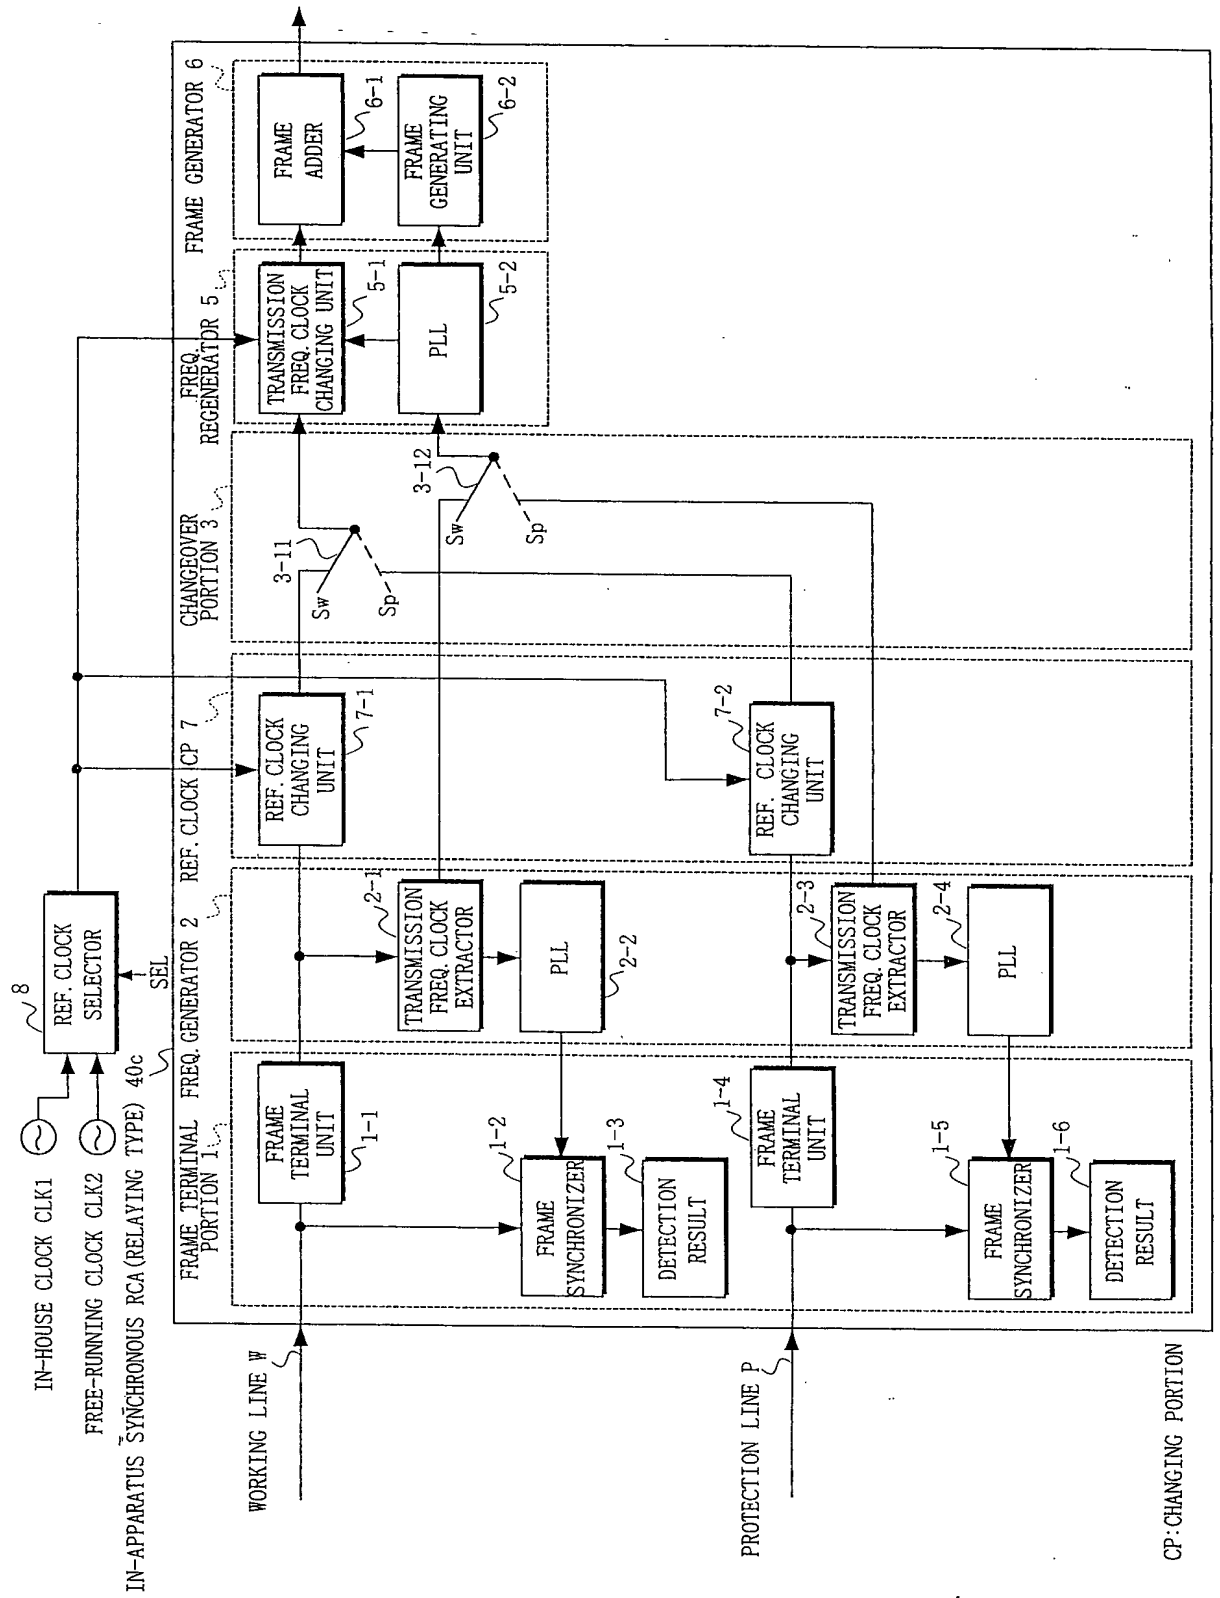 IN-HOUSE CLOCK CLK1
FREE-RUNNING CLOCK CLK2
8
REF.CLOCK
SELECTOR
SEL
IN-APPARATUS SYNCHRONOUS RCA(RELAYING TYPE) 40c
FRAME TERMINAL
PORTION 1
FREQ.GENERATOR 2
REF.CLOCK CP 7
CHANGEOVER
PORTION 3
FREQ.
REGENERATOR 5
FRAME GENERATOR 6
WORKING LINE W
FRAME
TERMINAL
UNIT
1-1
REF.CLOCK
CHANGING
UNIT
7-1
Sw
3-11
Sp
TRANSMISSION
FREQ.CLOCK
CHANGING UNIT
5-1
FRAME
ADDER
6-1
2-1
TRANSMISSION
FREQ.CLOCK
EXTRACTOR
Sw
3-12
Sp
PLL
5-2
FRAME
GENERATING
UNIT
6-2
1-2
FRAME
SYNCHRONIZER
PLL
2-2
1-3
DETECTION
RESULT
PROTECTION LINE P
1-4
FRAME
TERMINAL
UNIT
7-2
REF. CLOCK
CHANGING
UNIT
2-3
TRANSMISSION
FREQ.CLOCK
EXTRACTOR
1-5
FRAME
SYNCHRONIZER
2-4
PLL
1-6
DETECTION
RESULT
CP:CHANGING PORTION